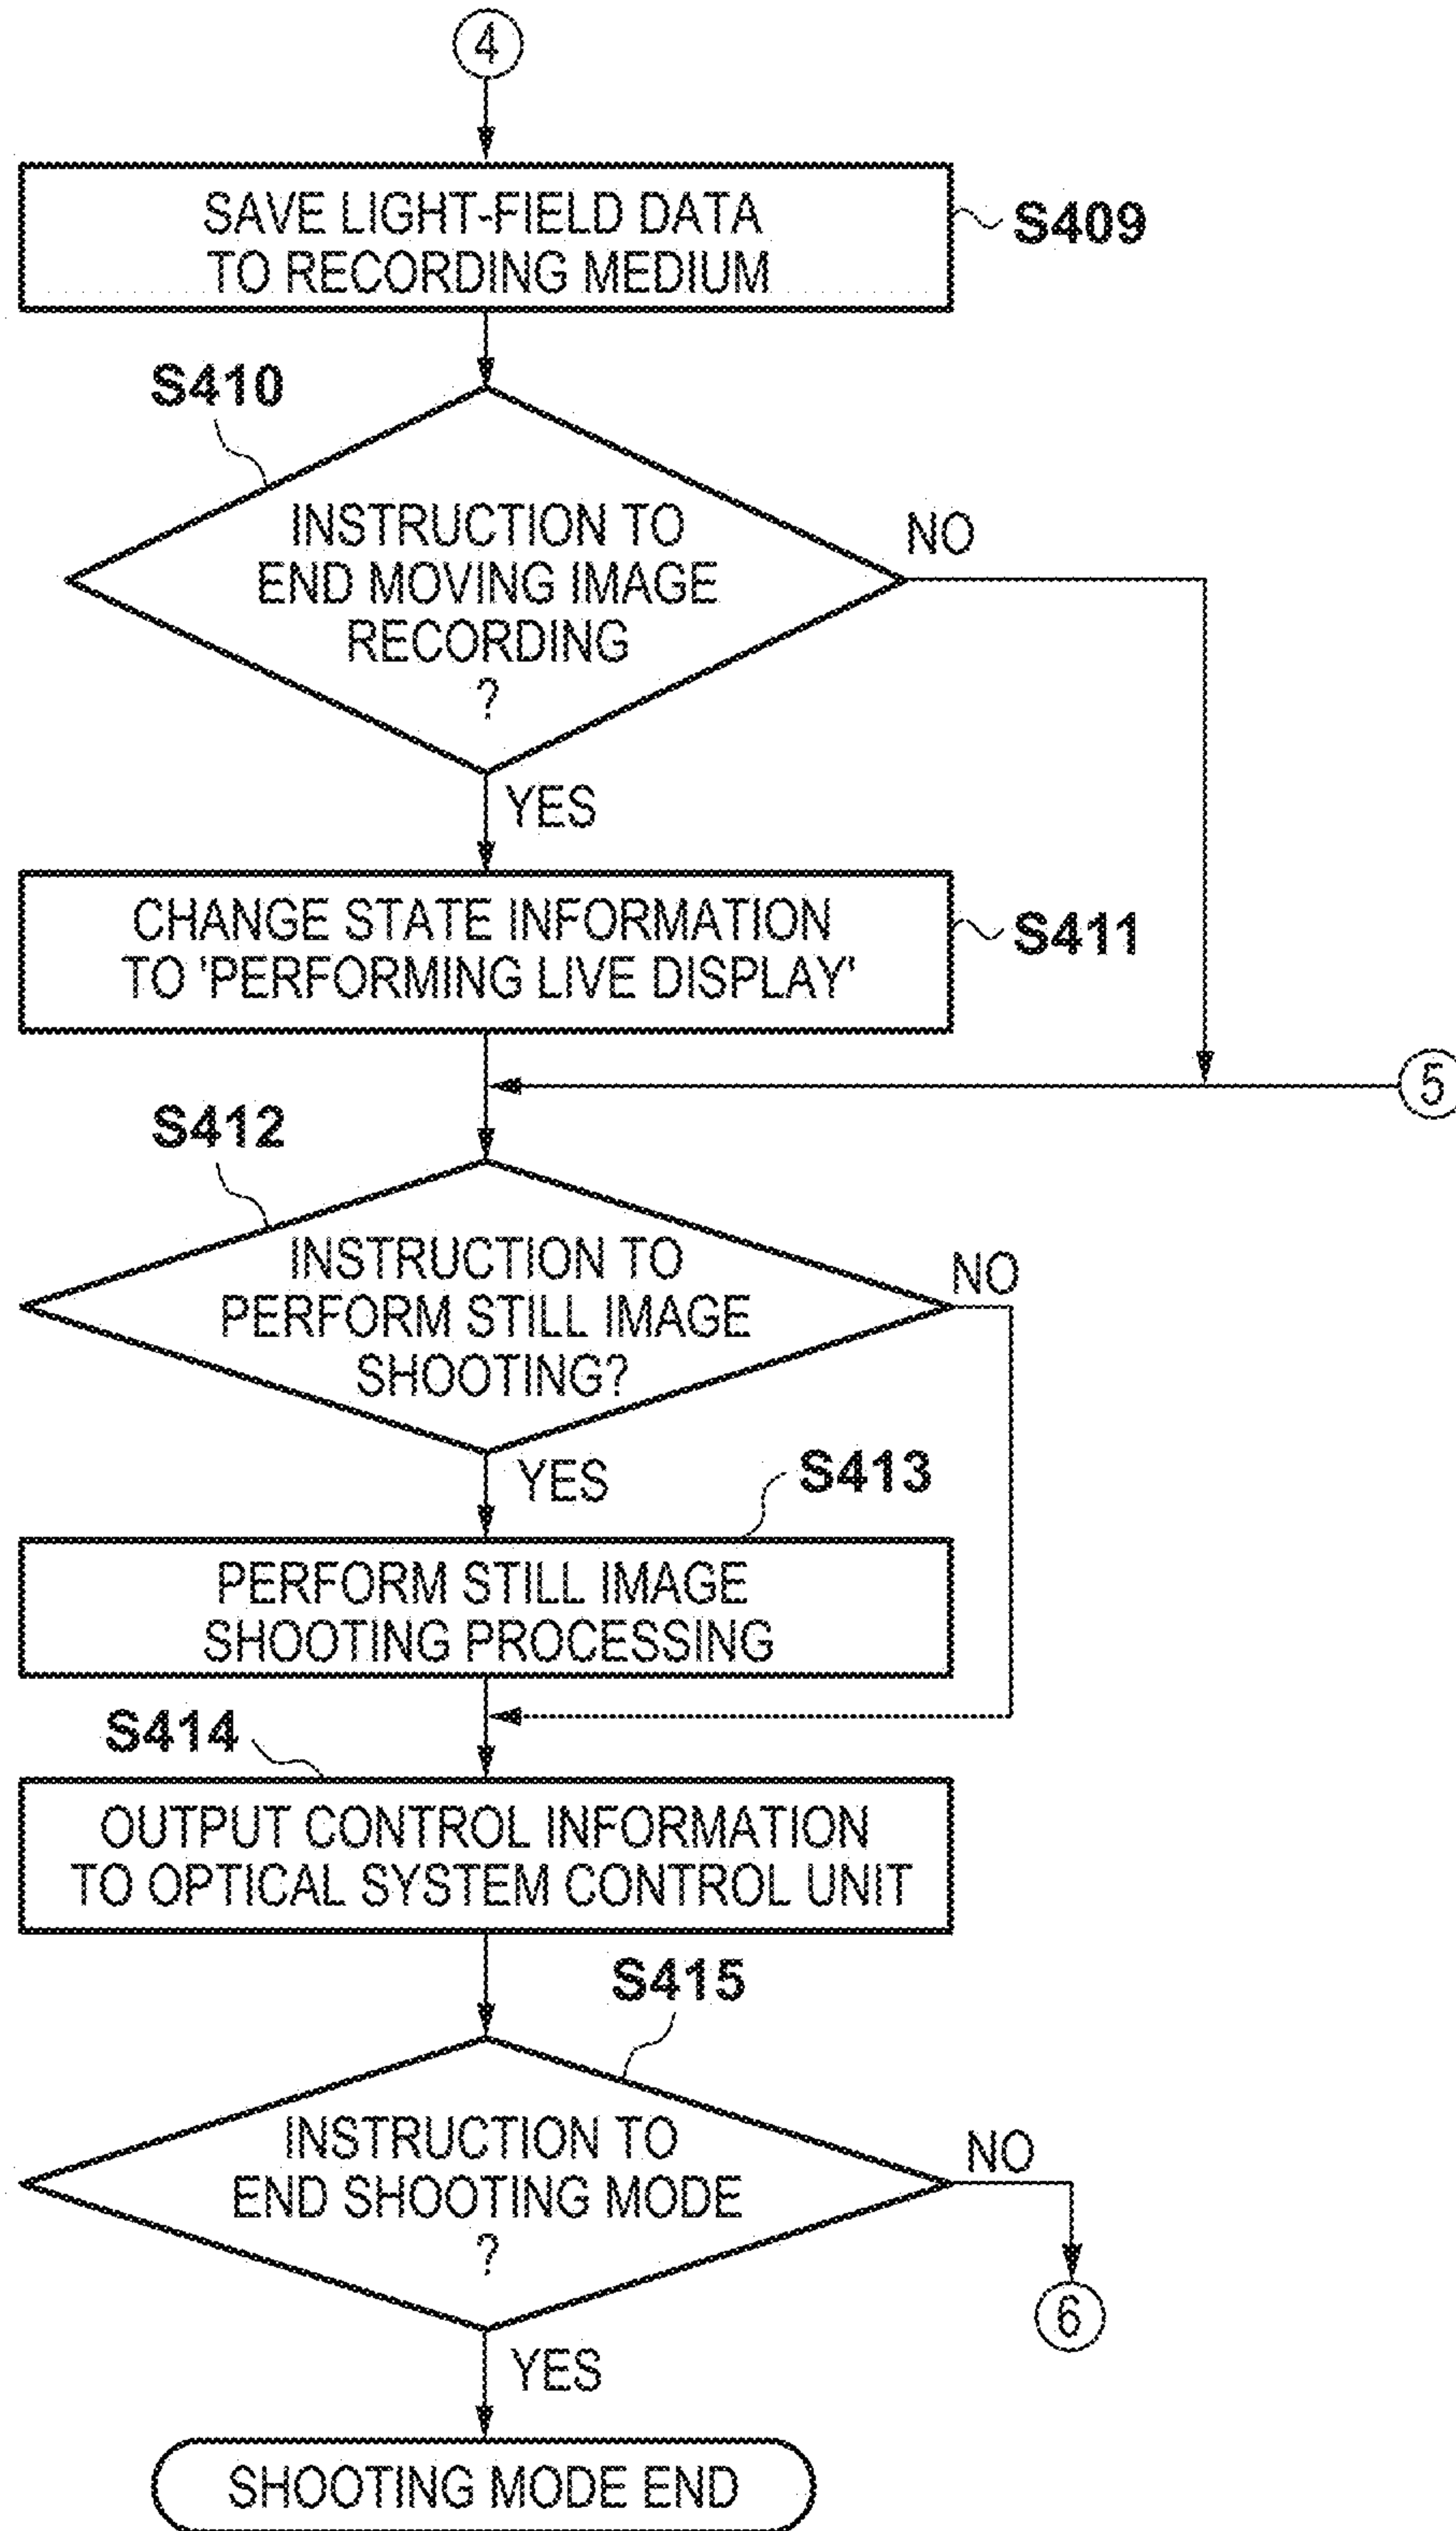 4
SAVE LIGHT-FIELD DATA
TO RECORDING MEDIUM
S409
S410
INSTRUCTION TO
END MOVING IMAGE
RECORDING
?
NO
YES
CHANGE STATE INFORMATION
TO 'PERFORMING LIVE DISPLAY'
S411
5
S412
INSTRUCTION TO
PERFORM STILL IMAGE
SHOOTING?
NO
YES
S413
PERFORM STILL IMAGE
SHOOTING PROCESSING
S414
OUTPUT CONTROL INFORMATION
TO OPTICAL SYSTEM CONTROL UNIT
S415
INSTRUCTION TO
END SHOOTING MODE
?
NO
6
YES
SHOOTING MODE END